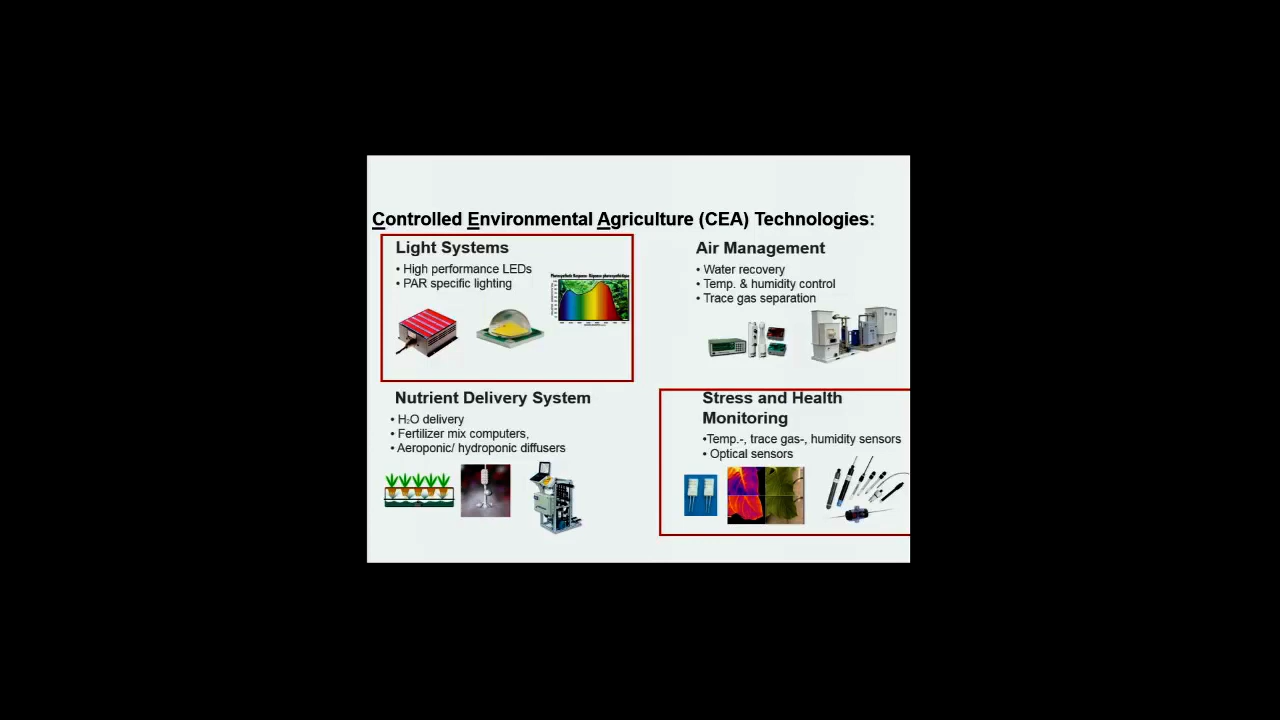 Controlled Environmental Agriculture (CEA) Technologies:
Light Systems
• High performance LEDs
• PAR specific lighting
Air Management
• Water recovery
• Temp. & humidity control
• Trace gas separation
Nutrient Delivery System
• H₂O delivery
• Fertilizer mix computers,
• Aeroponic/ hydroponic diffusers
Stress and Health
Monitoring
•Temp.-, trace gas-, humidity sensors
• Optical sensors